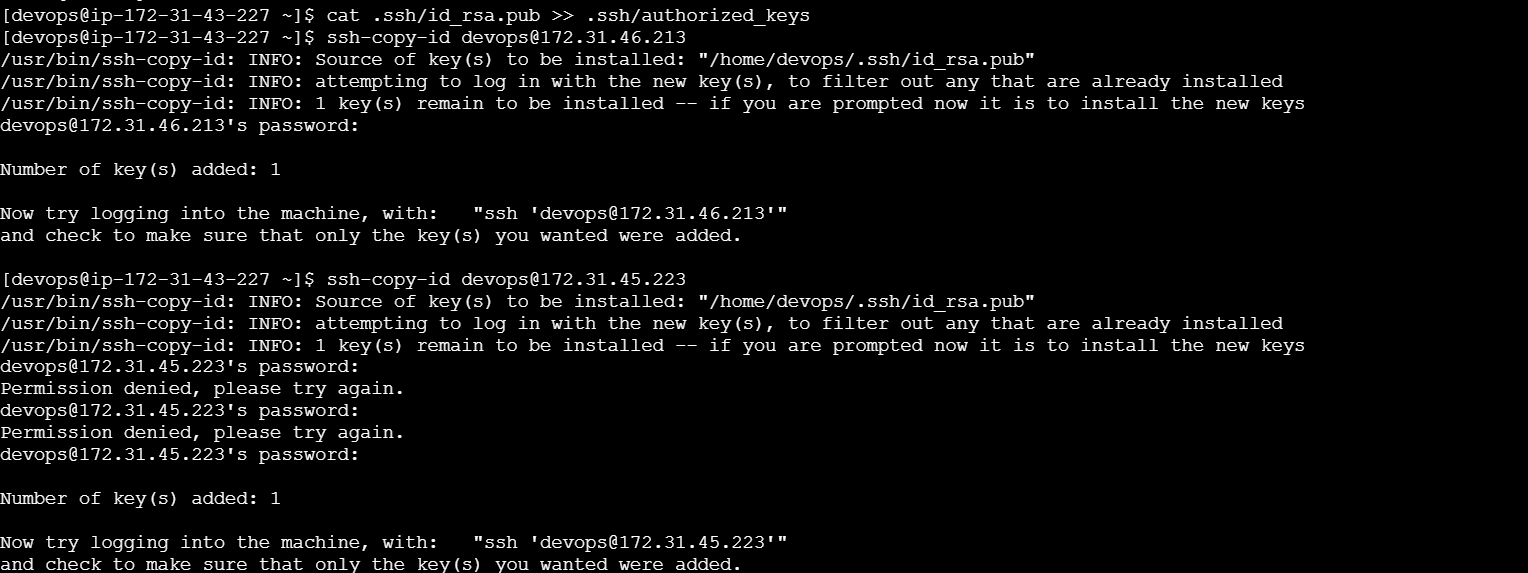 [devops@ip-172-31-43-227 ~]$ cat .ssh/id_rsa.pub >> .ssh/authorized_keys
[devops@ip-172-31-43-227 ~]$ ssh-copy-id devops@172.31.46.213
/usr/bin/ssh-copy-id: INFO: Source of key(s) to be installed: "/home/devops/.ssh/id_rsa.pub"
/usr/bin/ssh-copy-id: INFO: attempting to log in with the new key(s), to filter out any that are already installed
/usr/bin/ssh-copy-id: INFO: 1 key(s) remain to be installed -- if you are prompted now it is to install the new keys
devops@172.31.46.213's password:
Number of key(s) added: 1
Now try logging into the machine, with:   "ssh 'devops@172.31.46.213'"
and check to make sure that only the key(s) you wanted were added.
[devops@ip-172-31-43-227 ~]$ ssh-copy-id devops@172.31.45.223
/usr/bin/ssh-copy-id: INFO: Source of key(s) to be installed: "/home/devops/.ssh/id_rsa.pub"
/usr/bin/ssh-copy-id: INFO: attempting to log in with the new key(s), to filter out any that are already installed
/usr/bin/ssh-copy-id: INFO: 1 key(s) remain to be installed -- if you are prompted now it is to install the new keys
devops@172.31.45.223's password:
Permission denied, please try again.
devops@172.31.45.223's password:
Permission denied, please try again.
devops@172.31.45.223's password:
Number of key(s) added: 1
Now try logging into the machine, with:   "ssh 'devops@172.31.45.223'"
and check to make sure that only the key(s) you wanted were added.